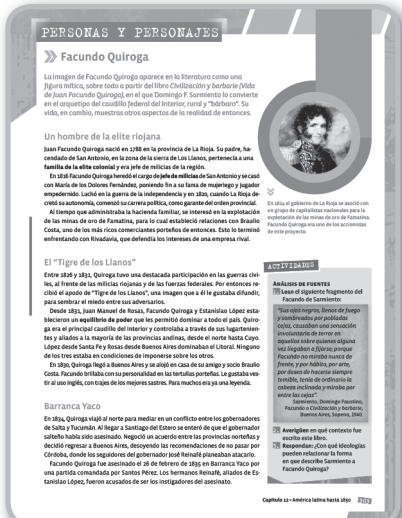 PERSONAS Y PERSONAJES
Facundo Quiroga
La imagen de Facundo Quiroga aparece en la literatura como una
figura mítica, sobre todo a partir del libro Civilización y barbarie (Vida
de Juan Facundo Quiroga), en el que Domingo F. Sarmiento lo convierte
en el arquetipo del caudillo federal del Interior, rural y "bárbaro". Su
vida, en cambio, muestra otros aspectos de la realidad de entonces.
Un hombre de la elite riojana
Juan Facundo Quiroga nació en 1788 en la provincia de La Rioja. Su padre, ha-
cendado de San Antonio, en la zona de la sierra de Los Llanos, pertenecía a una
familia de la elite colonial y era jefe de milicias de la región.
En 1816 Facundo Quiroga heredó el cargo de jefe de milicias de San Antonio y se casó
con María de los Dolores Fernández, poniendo fin a su fama de mujeriego y jugador
empedernido. Luchó en la guerra de la independencia y en 1820, cuando La Rioja de-
cretó su autonomía, comenzó su carrera política, como garante del orden provincial.
Al tiempo que administraba la hacienda familiar, se interesó en la explotación
de las minas de oro de Famatina, para lo cual estableció relaciones con Braulio
Costa, uno de los más ricos comerciantes porteños de entonces. Esto lo terminó
enfrentando con Rivadavia, que defendía los intereses de una empresa rival.
El "Tigre de los Llanos"
Entre 1826 y 1831, Quiroga tuvo una destacada participación en las guerras civi-
les, al frente de las milicias riojanas y de las fuerzas federales. Por entonces re-
cibió el apodo de "Tigre de los Llanos", una imagen que a él le gustaba difundir,
para sembrar el miedo entre sus adversarios.
Desde 1831, Juan Manuel de Rosas, Facundo Quiroga y Estanislao López esta-
blecieron un equilibrio de poder que les permitió dominar a todo el país. Quiro-
ga era el principal caudillo del Interior y controlaba a través de sus lugartenien-
tes y aliados a la mayoría de las provincias andinas, desde el norte hasta Cuyo.
López desde Santa Fe y Rosas desde Buenos Aires dominaban el Litoral. Ninguno
de los tres estaba en condiciones de imponerse sobre los otros.
En 1830, Quiroga llegó a Buenos Aires y se alojó en casa de su amigo y socio Braulio
Costa. Facundo brillaba con su personalidad en las tertulias porteñas. Le gustaba ves-
tir al uso inglés, con trajes de los mejores sastres. Para muchos era ya una leyenda.
Barranca Yaco
En 1834, Quiroga viajó al norte para mediar en un conflicto entre los gobernadores
de Salta y Tucumán. Al llegar a Santiago del Estero se enteró de que el gobernador
salteño había sido asesinado. Negoció un acuerdo entre las provincias norteñas y
decidió regresar a Buenos Aires, desoyendo las recomendaciones de no pasar por
Córdoba, donde los seguidores del gobernador José Reinafé planeaban atacarlo.
Facundo Quiroga fue asesinado el 26 de febrero de 1835 en Barranca Yaco por
una partida comandada por Santos Pérez. Los hermanos Reinafé, aliados de Es-
tanislao López, fueron acusados de ser los instigadores del asesinato.
En 1824 el gobierno de La Rioja se asoció con
un grupo de capitalistas nacionales para la
explotación de las minas de oro de Famatina.
Facundo Quiroga era uno de los accionistas
de este proyecto.
ACTIVIDADES
ANÁLISIS DE FUENTES
Lean el siguiente fragmento del
Facundo de Sarmiento:
"Sus ojos negros, llenos de fuego
y sombreados por pobladas
cejas, causaban una sensación
involuntaria de terror en
aquellos sobre quienes alguna
vez llegaban a fijarse; porque
Facundo no miraba nunca de
frente, y por hábito, por arte,
por deseo de hacerse siempre
temible, tenía de ordinario la
cabeza inclinada y miraba por
entre las cejas".
Sarmiento, Domingo Faustino,
Facundo o Civilización y barbarie,
Buenos Aires, Sopena, 1940.
Averigüen en qué contexto fue
escrito este libro.
Respondan: ¿Con qué ideologías
pueden relacionar la forma
en que describe Sarmiento a
Facundo Quiroga?
Capítulo 12 • América latina hasta 1850